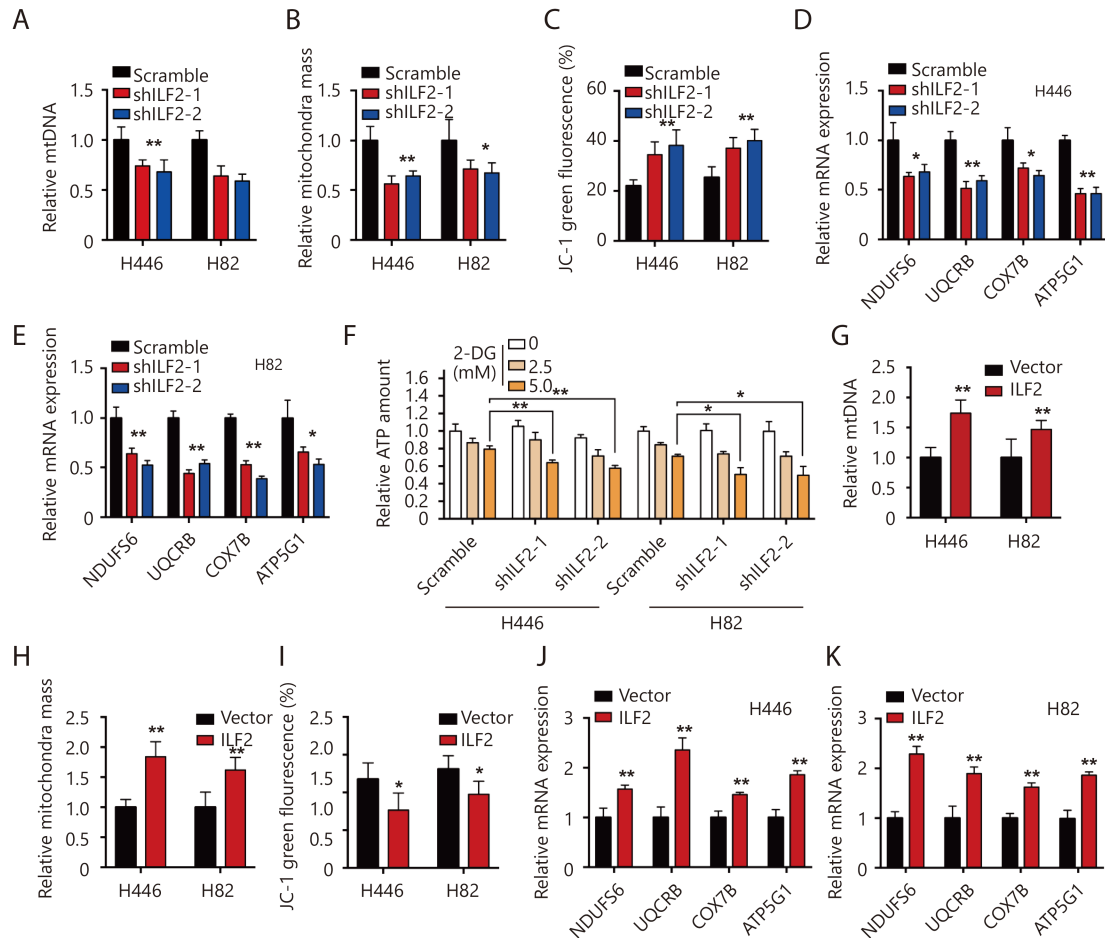 A
Relative mtDNA
Scramble
shILF2-1
shILF2-2
1.5
1.0
0.5
0
**
H446 H82
B
Relative mitochondra mass
Scramble
shILF2-1
shILF2-2
1.5
1.0
0.5
0
** *
H446 H82
C
JC-1 green fluorescence (%)
Scramble
shILF2-1
shILF2-2
60
40
20
0
** **
H446 H82
D
Relative mRNA expression
Scramble
shILF2-1
shILF2-2
H446
1.5
1.0
0.5
0
* ** * **
NDUFS6 UQCRB COX7B ATP5G1
E
Relative mRNA expression
Scramble
shILF2-1
shILF2-2
H82
1.5
1.0
0.5
0
** ** ** *
NDUFS6 UQCRB COX7B ATP5G1
F
Relative ATP amount
2-DG
(mM)
0
2.5
5.0
1.6
1.4
1.2
1.0
0.8
0.6
0.4
0.2
0
** ** * *
Scramble shILF2-1 shILF2-2 Scramble shILF2-1 shILF2-2
H446 H82
G
Relative mtDNA
Vector
ILF2
2.5
2.0
1.5
1.0
0.5
0
** **
H446 H82
H
Relative mitochondra mass
Vector
ILF2
2.5
2.0
1.5
1.0
0.5
0
** **
H446 H82
I
JC-1 green flourescence (%)
Vector
ILF2
2.5
1.5
1.5
1.0
0.5
0
* *
H446 H82
J
Relative mRNA expression
Vector
ILF2
H446
3
2
1
0
** ** ** **
NDUFS6 UQCRB COX7B ATP5G1
K
Relative mRNA expression
Vector
ILF2
H82
3
2
1
0
** ** ** **
NDUFS6 UQCRB COX7B ATP5G1